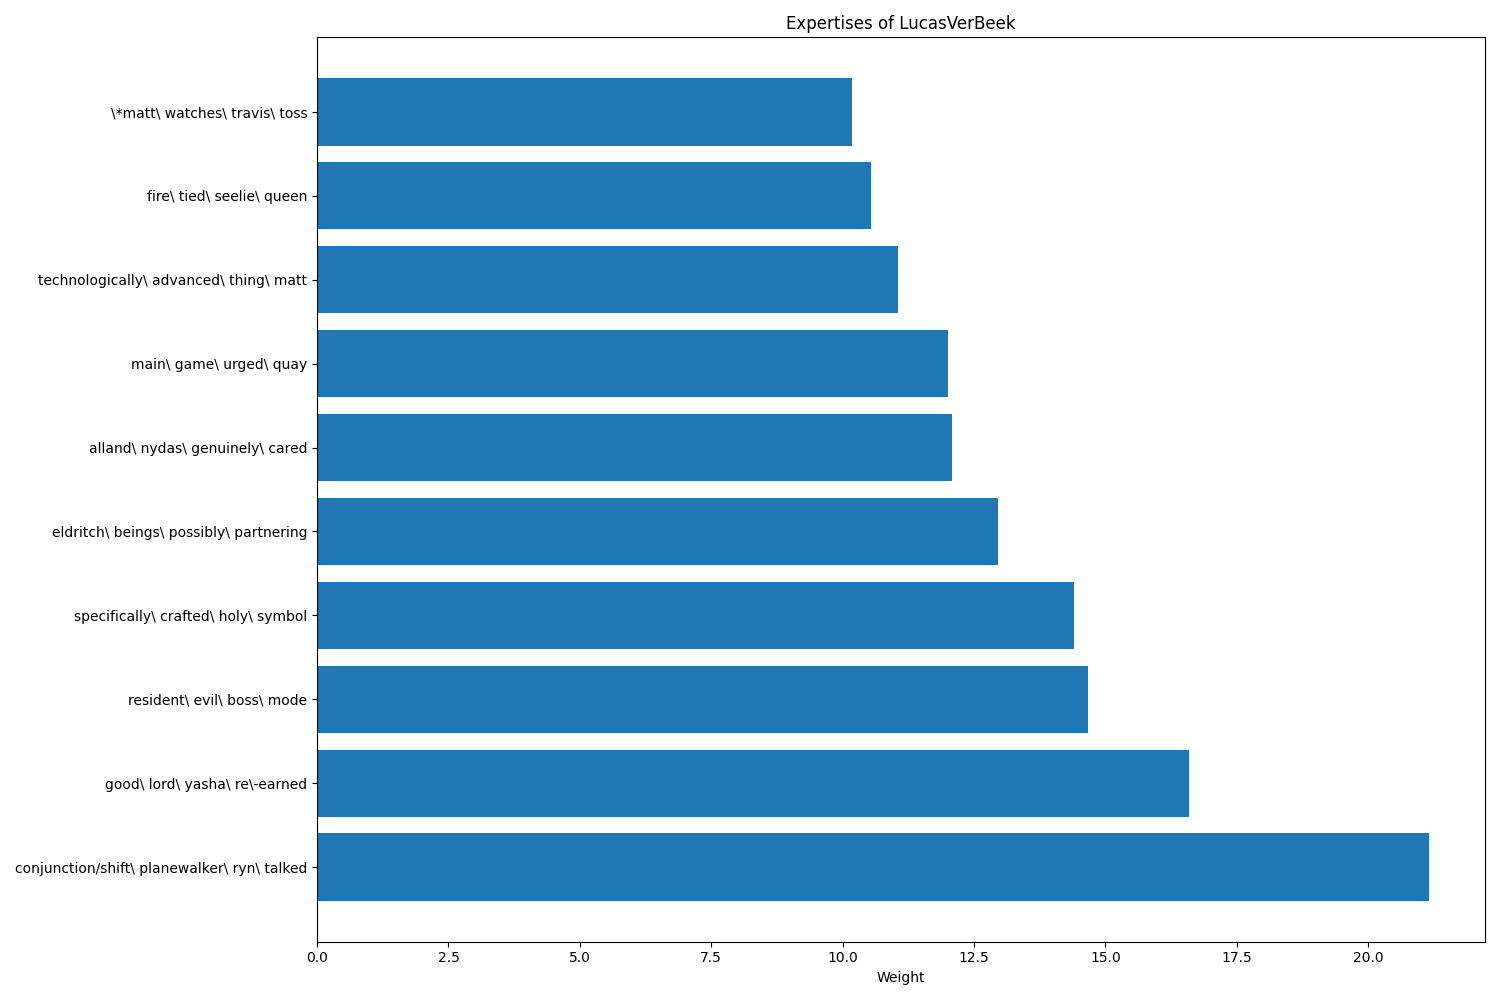 Expertises of LucasVerBeek
\*matt\ watches\ travis\ toss
fire\ tied\ seelie\ queen
technologically\ advanced\ thing\ matt
main\ game\ urged\ quay
alland\ nydas\ genuinely\ cared
eldritch\ beings\ possibly\ partnering
specifically\ crafted\ holy\ symbol
resident\ evil\ boss\ mode
good\ lord\ yasha\ re\-earned
conjunction/shift\ planewalker\ ryn\ talked
0.0 2.5 5.0 7.5 10.0 12.5 15.0 17.5 20.0
Weight